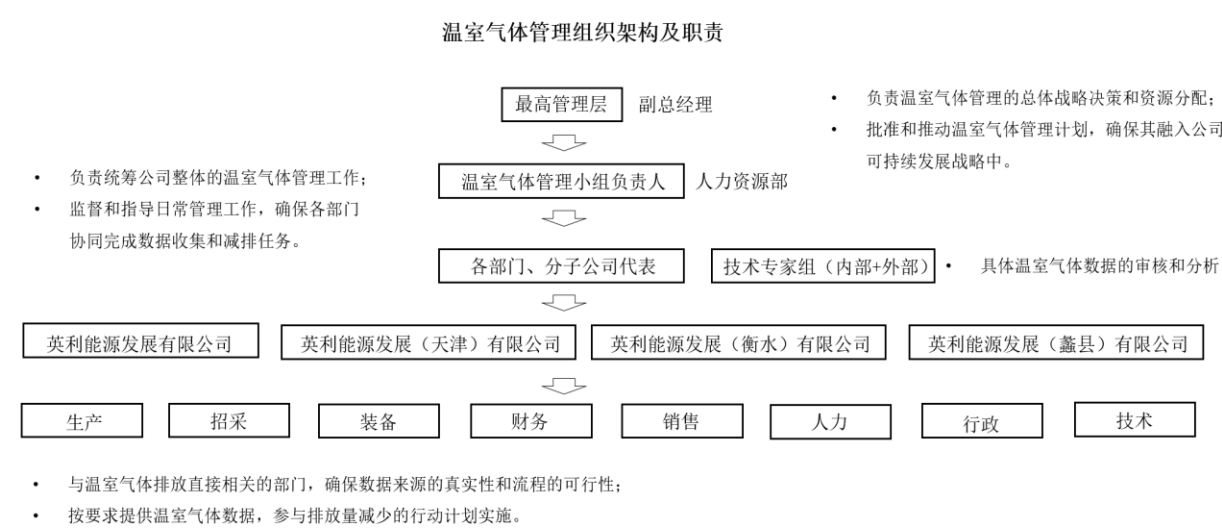 温室气体管理组织架构及职责
最高管理层
副总经理
• 负责温室气体管理的总体战略决策和资源分配；
• 批准和推动温室气体管理计划，确保其融入公司
可持续发展战略中。
• 负责统筹公司整体的温室气体管理工作；
• 监督和指导日常管理工作，确保各部门
协同完成数据收集和减排任务。
温室气体管理小组负责人
人力资源部
各部门、分子公司代表
技术专家组（内部+外部）
• 具体温室气体数据的审核和分析
英利能源发展有限公司
英利能源发展（天津）有限公司
英利能源发展（衡水）有限公司
英利能源发展（蠡县）有限公司
生产
招采
装备
财务
销售
人力
行政
技术
• 与温室气体排放直接相关的部门，确保数据来源的真实性和流程的可行性；
• 按要求提供温室气体数据，参与排放量减少的行动计划实施。